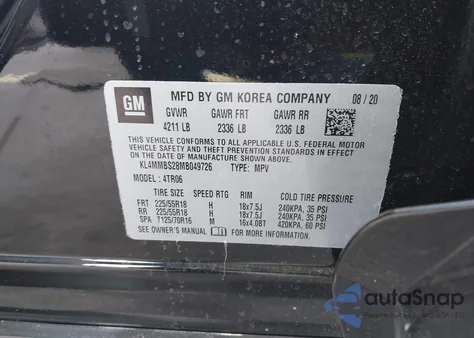 GM
MFD BY GM KOREA COMPANY 08 / 20
GVWR GAWR FRT GAWR RR
4211 LB 2336 LB 2336 LB
THIS VEHICLE CONFORMS TO ALL APPLICABLE U.S. FEDERAL MOTOR
VEHICLE SAFETY AND THEFT PREVENTION STANDARDS IN EFFECT
ON THE DATE OF MANUFACTURE SHOWN ABOVE.
KL4MMBS28MB049726 TYPE: MPV
MODEL : 4TR06
TIRE SIZE SPEED RTG RIM COLD TIRE PRESSURE
FRT 225/55R18 H 18x7.5J 240KPA, 35 PSI
RR 225/55R18 H 18x7.5J 240KPA, 35 PSI
SPA T125/70R16 M 16x4.0BT 420KPA, 60 PSI
SEE OWNER'S MANUAL FOR MORE INFORMATION.
autoSnap